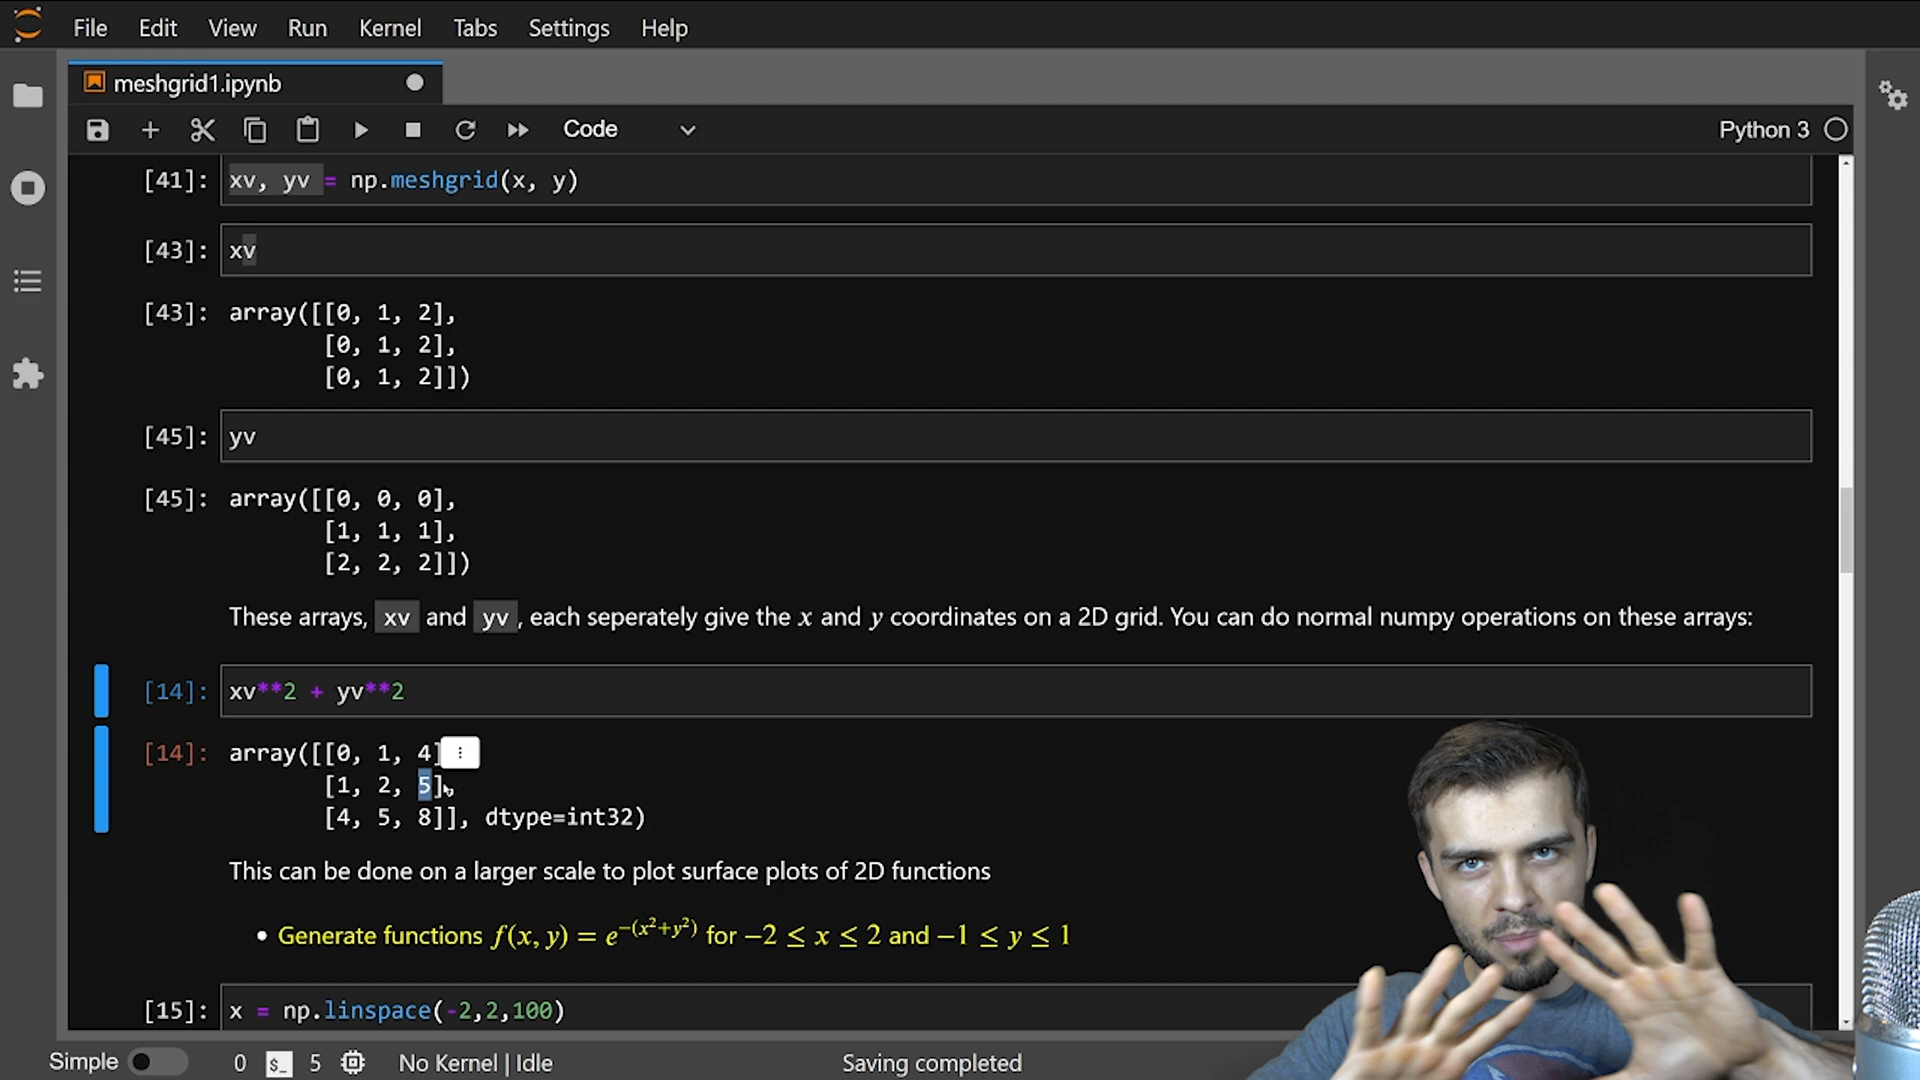 File Edit View Run Kernel Tabs Settings Help
meshgrid1.ipynb
Code
Python 3
[41]: xv, yv = np.meshgrid(x, y)
[43]: xv
[43]: array([[0, 1, 2],
[0, 1, 2],
[0, 1, 2]])
[45]: yv
[45]: array([[0, 0, 0],
[1, 1, 1],
[2, 2, 2]])
These arrays, xv and yv, each seperately give the x and y coordinates on a 2D grid. You can do normal numpy operations on these arrays:
[14]: xv**2 + yv**2
[14]: array([[0, 1, 4]
[1, 2, 5],
[4, 5, 8]], dtype=int32)
This can be done on a larger scale to plot surface plots of 2D functions
• Generate functions f(x, y) = e^{-(x²+y²)} for −2 ≤ x ≤ 2 and −1 ≤ y ≤ 1
[15]: x = np.linspace(-2,2,100)
Simple 0 $_ 5 No Kernel | Idle Saving completed